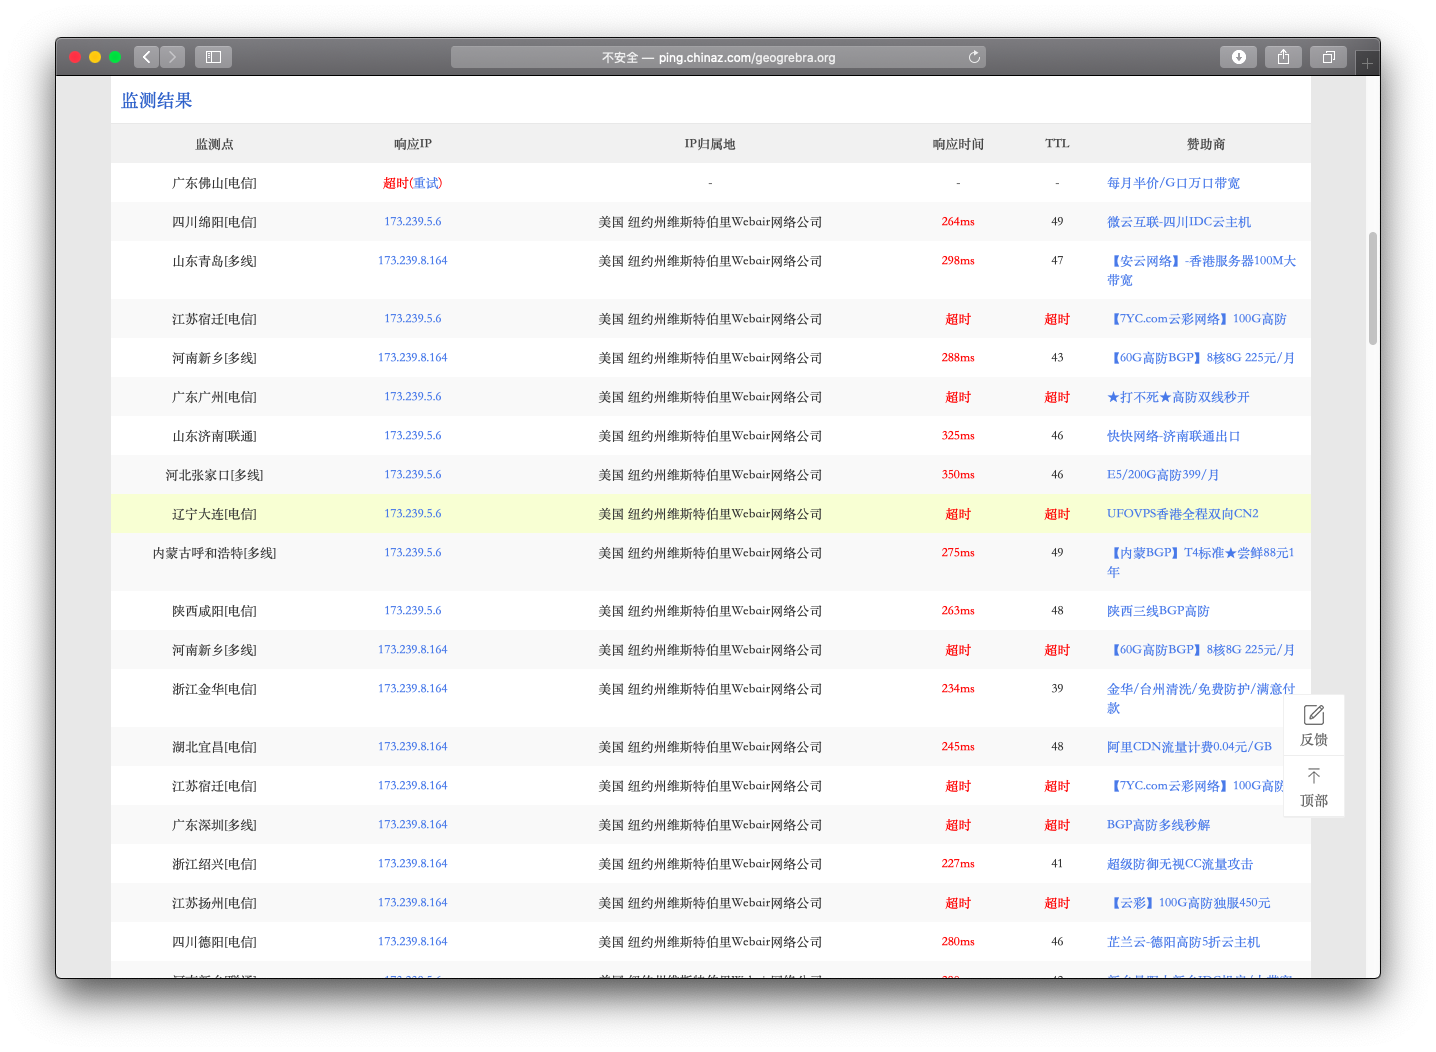 不安全 — ping.chinaz.com/geogrebra.org
监测结果
监测点 响应IP IP归属地 响应时间 TTL 赞助商
广东佛山[电信] 超时(重试) - - - 每月半价/G口万口带宽
四川绵阳[电信] 173.239.5.6 美国 纽约州维斯特伯里Webair网络公司 264ms 49 微云互联-四川IDC云主机
山东青岛[多线] 173.239.8.164 美国 纽约州维斯特伯里Webair网络公司 298ms 47 【安云网络】-香港服务器100M大
带宽
江苏宿迁[电信] 173.239.5.6 美国 纽约州维斯特伯里Webair网络公司 超时 超时 【7YC.com云彩网络】100G高防
河南新乡[多线] 173.239.8.164 美国 纽约州维斯特伯里Webair网络公司 288ms 43 【60G高防BGP】8核8G 225元/月
广东广州[电信] 173.239.5.6 美国 纽约州维斯特伯里Webair网络公司 超时 超时 ★打不死★高防双线秒开
山东济南[联通] 173.239.5.6 美国 纽约州维斯特伯里Webair网络公司 325ms 46 快快网络-济南联通出口
河北张家口[多线] 173.239.5.6 美国 纽约州维斯特伯里Webair网络公司 350ms 46 E5/200G高防399/月
辽宁大连[电信] 173.239.5.6 美国 纽约州维斯特伯里Webair网络公司 超时 超时 UFOVPS香港全程双向CN2
内蒙古呼和浩特[多线] 173.239.5.6 美国 纽约州维斯特伯里Webair网络公司 275ms 49 【内蒙BGP】T4标准★尝鲜88元1
年
陕西咸阳[电信] 173.239.5.6 美国 纽约州维斯特伯里Webair网络公司 263ms 48 陕西三线BGP高防
河南新乡[多线] 173.239.8.164 美国 纽约州维斯特伯里Webair网络公司 超时 超时 【60G高防BGP】8核8G 225元/月
浙江金华[电信] 173.239.8.164 美国 纽约州维斯特伯里Webair网络公司 234ms 39 金华/台州清洗/免费防护/满意付
款
湖北宜昌[电信] 173.239.8.164 美国 纽约州维斯特伯里Webair网络公司 245ms 48 阿里CDN流量计费0.04元/GB
江苏宿迁[电信] 173.239.8.164 美国 纽约州维斯特伯里Webair网络公司 超时 超时 【7YC.com云彩网络】100G高防
广东深圳[多线] 173.239.8.164 美国 纽约州维斯特伯里Webair网络公司 超时 超时 BGP高防多线秒解
浙江绍兴[电信] 173.239.8.164 美国 纽约州维斯特伯里Webair网络公司 227ms 41 超级防御无视CC流量攻击
江苏扬州[电信] 173.239.8.164 美国 纽约州维斯特伯里Webair网络公司 超时 超时 【云彩】100G高防独服450元
四川德阳[电信] 173.239.8.164 美国 纽约州维斯特伯里Webair网络公司 280ms 46 芷兰云-德阳高防5折云主机
反馈
顶部